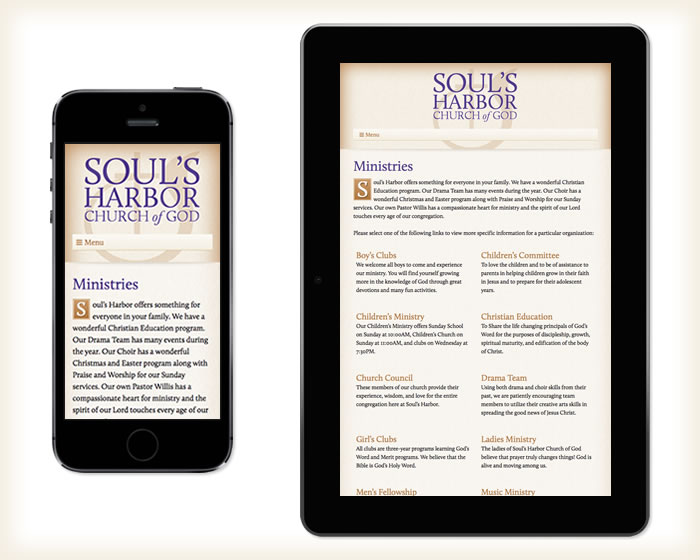 SOUL'S
HARBOR
CHURCH of GOD
Menu
Ministries
Soul's Harbor offers something for
everyone in your family. We have a
wonderful Christian Education program.
Our Drama Team has many events during
the year. Our Choir has a wonderful
Christmas and Easter program along with
Praise and Worship for our Sunday
services. Our own Pastor Willis has a
compassionate heart for ministry and the
spirit of our Lord touches every age of our
SOUL'S
HARBOR
CHURCH of GOD
Menu
Ministries
Soul's Harbor offers something for everyone in your family. We have a wonderful Christian
Education program. Our Drama Team has many events during the year. Our Choir has a
wonderful Christmas and Easter program along with Praise and Worship for our Sunday
services. Our own Pastor Willis has a compassionate heart for ministry and the spirit of our Lord
touches every age of our congregation.
Please select one of the following links to view more specific information for a particular organization:
Boy's Clubs
We welcome all boys to come and experience
our ministry. You will find yourself growing
more in the knowledge of God through great
devotions and many fun activities.
Children's Committee
To love the children and to be of assistance to
parents in helping children grow in their faith
in Jesus and to prepare for their adolescent
years.
Children's Ministry
Our Children's Ministry offers Sunday School
on Sunday at 10:00AM, Children's Church on
Sunday at 11:00AM, and clubs on Wednesday at
7:30PM.
Christian Education
To Share the life changing principals of God's
Word for the purposes of discipleship, growth,
spiritual maturity, and edification of the body
of Christ.
Church Council
These members of our church provide their
experience, wisdom, and love for the entire
congregation here at Soul's Harbor.
Drama Team
Using both drama and choir skills from their
past, we are patiently encouraging team
members to utilize their creative arts skills in
spreading the good news of Jesus Christ.
Girl's Clubs
All clubs are three-year programs learning God's
Word and Merit programs. We believe that the
Bible is God's Holy Word.
Ladies Ministry
The ladies of Soul's Harbor Church of God
believe that prayer truly changes things! God is
alive and moving among us.
Men's Fellowship
Music Ministry